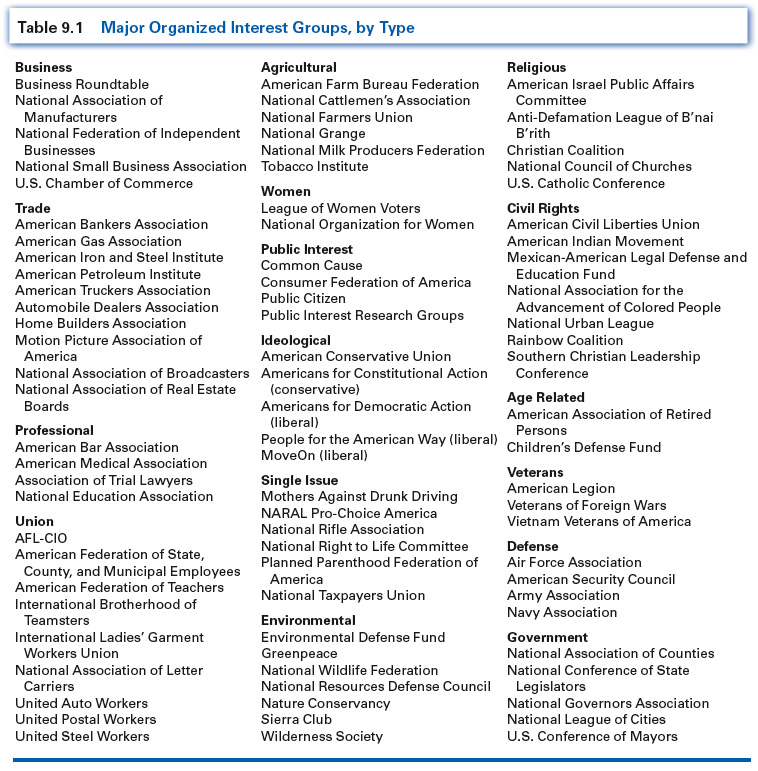 Table 9.1 Major Organized Interest Groups, by Type
Business
Business Roundtable
National Association of
Manufacturers
National Federation of Independent
Businesses
National Small Business Association
U.S. Chamber of Commerce
Trade
American Bankers Association
American Gas Association
American Iron and Steel Institute
American Petroleum Institute
American Truckers Association
Automobile Dealers Association
Home Builders Association
Motion Picture Association of
America
National Association of Broadcasters
National Association of Real Estate
Boards
Professional
American Bar Association
American Medical Association
Association of Trial Lawyers
National Education Association
Union
AFL-CIO
American Federation of State,
County, and Municipal Employees
American Federation of Teachers
International Brotherhood of
Teamsters
International Ladies' Garment
Workers Union
National Association of Letter
Carriers
United Auto Workers
United Postal Workers
United Steel Workers
Agricultural
American Farm Bureau Federation
National Cattlemen's Association
National Farmers Union
National Grange
National Milk Producers Federation
Tobacco Institute
Women
League of Women Voters
National Organization for Women
Public Interest
Common Cause
Consumer Federation of America
Public Citizen
Public Interest Research Groups
Ideological
American Conservative Union
Americans for Constitutional Action
(conservative)
Americans for Democratic Action
(liberal)
People for the American Way (liberal)
MoveOn (liberal)
Single Issue
Mothers Against Drunk Driving
NARAL Pro-Choice America
National Rifle Association
National Right to Life Committee
Planned Parenthood Federation of
America
National Taxpayers Union
Environmental
Environmental Defense Fund
Greenpeace
National Wildlife Federation
National Resources Defense Council
Nature Conservancy
Sierra Club
Wilderness Society
Religious
American Israel Public Affairs
Committee
Anti-Defamation League of B'nai
B'rith
Christian Coalition
National Council of Churches
U.S. Catholic Conference
Civil Rights
American Civil Liberties Union
American Indian Movement
Mexican-American Legal Defense and
Education Fund
National Association for the
Advancement of Colored People
National Urban League
Rainbow Coalition
Southern Christian Leadership
Conference
Age Related
American Association of Retired
Persons
Children's Defense Fund
Veterans
American Legion
Veterans of Foreign Wars
Vietnam Veterans of America
Defense
Air Force Association
American Security Council
Army Association
Navy Association
Government
National Association of Counties
National Conference of State
Legislators
National Governors Association
National League of Cities
U.S. Conference of Mayors